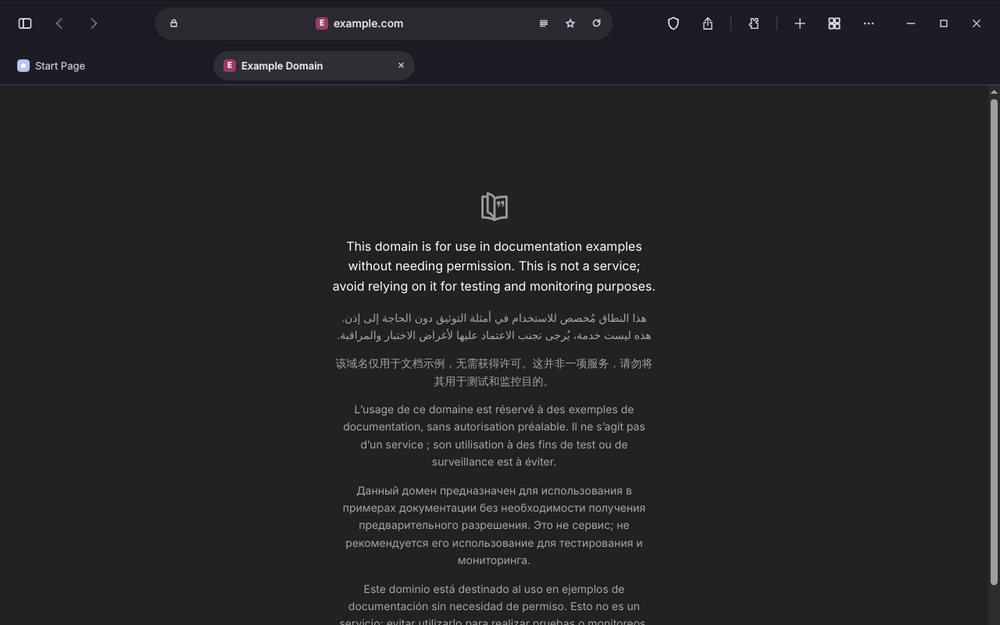 E example.com
Start Page
E Example Domain
This domain is for use in documentation examples
without needing permission. This is not a service;
avoid relying on it for testing and monitoring purposes.
هذا النطاق مُخصص للاستخدام في أمثلة التوثيق دون الحاجة إلى إذن.
هذه ليست خدمة، يُرجى تجنب الاعتماد عليها لأغراض الاختبار والمراقبة.
该域名仅用于文档示例，无需获得许可。这并非一项服务，请勿将
其用于测试和监控目的。
L’usage de ce domaine est réservé à des exemples de
documentation, sans autorisation préalable. Il ne s’agit pas
d’un service ; son utilisation à des fins de test ou de
surveillance est à éviter.
Данный домен предназначен для использования в
примерах документации без необходимости получения
предварительного разрешения. Это не сервис; не
рекомендуется его использование для тестирования и
мониторинга.
Este dominio está destinado al uso en ejemplos de
documentación sin necesidad de permiso. Esto no es un
servicio; evitar utilizarlo para realizar pruebas o monitoreos